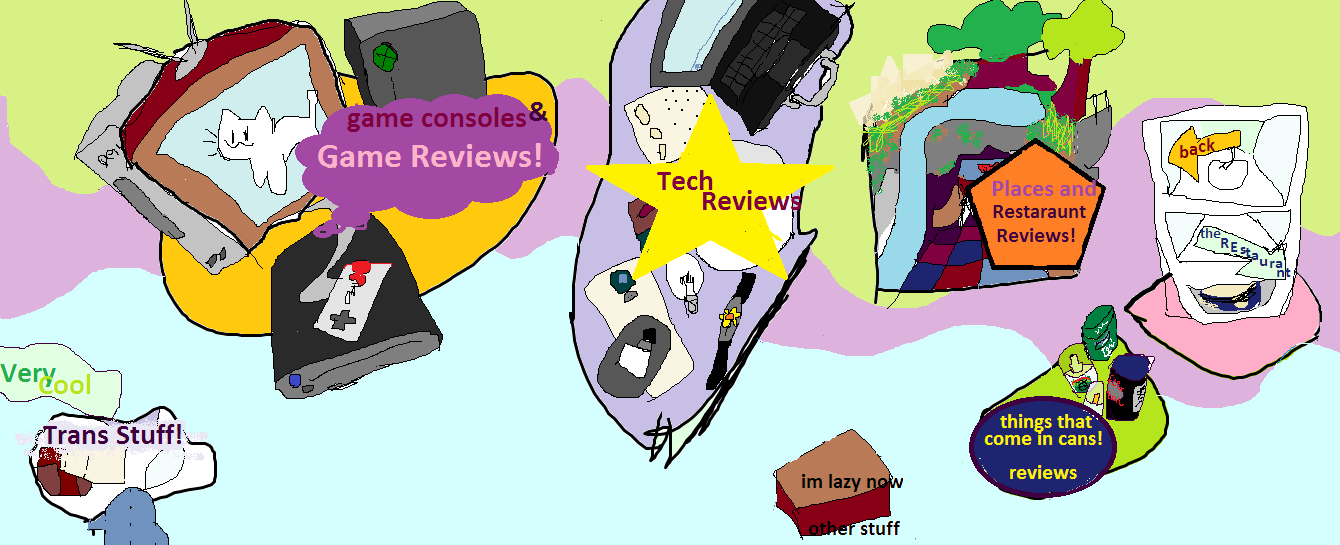 game consoles &
Game Reviews!
Tech
Reviews
Places and
Restaraunt
Reviews!
back
the REstaurant
Very
Cool
Trans Stuff!
things that
come in cans!
reviews
im lazy now
other stuff